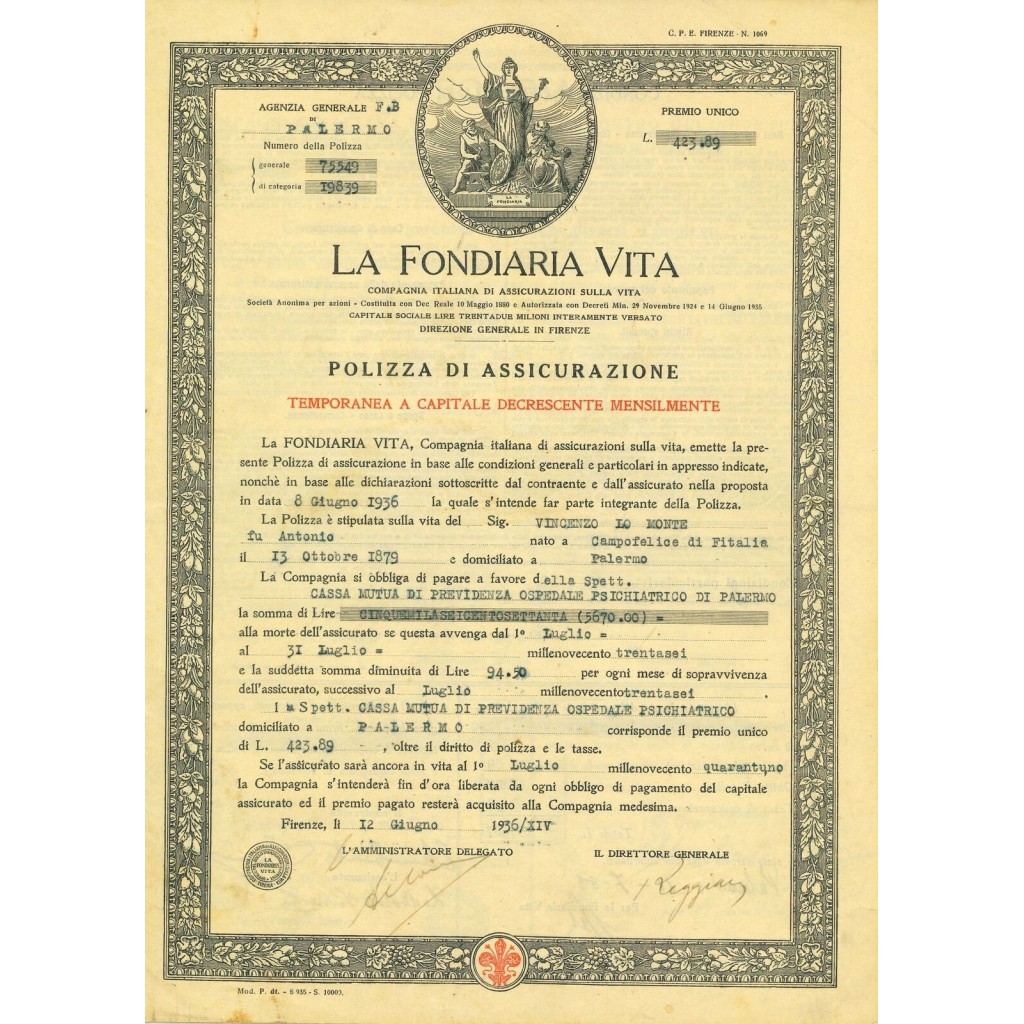 C. P. E. FIRENZE - N. 1069
AGENZIA GENERALE F.B
DI
PALERMO
Numero della Polizza
generale 75549
di categoria 19839
PREMIO UNICO
L. 423.89
LA
FONDIARIA
LA FONDIARIA VITA
COMPAGNIA ITALIANA DI ASSICURAZIONI SULLA VITA
Società Anonima per azioni - Costituita con Dec Reale 10 Maggio 1880 e Autorizzata con Decreti Min. 29 Novembre 1924 e 14 Giugno 1935
CAPITALE SOCIALE LIRE TRENTADUE MILIONI INTERAMENTE VERSATO
DIREZIONE GENERALE IN FIRENZE
POLIZZA DI ASSICURAZIONE
TEMPORANEA A CAPITALE DECRESCENTE MENSILMENTE
La FONDIARIA VITA, Compagnia italiana di assicurazioni sulla vita, emette la pre-
sente Polizza di assicurazione in base alle condizioni generali e particolari in appresso indicate,
nonchè in base alle dichiarazioni sottoscritte dal contraente e dall'assicurato nella proposta
in data 8 Giugno 1936 la quale s'intende far parte integrante della Polizza.
La Polizza è stipulata sulla vita del Sig. VINCENZO LO MONTE
fu Antonio nato a Campofelice di Fitalia
il 13 Ottobre 1879 e domiciliato a Palermo
La Compagnia si obbliga di pagare a favore della Spett.
CASSA MUTUA DI PREVIDENZA OSPEDALE PSICHIATRICO DI PALERMO
la somma di Lire CINQUEMILASEICENTOSETTANTA (5670.00) =
alla morte dell'assicurato se questa avvenga dal 1º Luglio =
al 31 Luglio = millenovecento trentasei
e la suddetta somma diminuita di Lire 94.50 per ogni mese di sopravvivenza
dell'assicurato, successivo al Luglio millenovecento trentasei.
la Spett. CASSA MUTUA DI PREVIDENZA OSPEDALE PSICHIATRICO
domiciliato a PALERMO corrisponde il premio unico
di L. 423.89 , oltre il diritto di polizza e le tasse.
Se l'assicurato sarà ancora in vita al 1º Luglio millenovecento quarantuno
la Compagnia s'intenderà fin d'ora liberata da ogni obbligo di pagamento del capitale
assicurato ed il premio pagato resterà acquisito alla Compagnia medesima.
Firenze, li 12 Giugno 1936/XIV
L'AMMINISTRATORE DELEGATO
IL DIRETTORE GENERALE
LA
FONDIARIA
VITA
Mod. P. dt. - 8 935 - S. 10000.